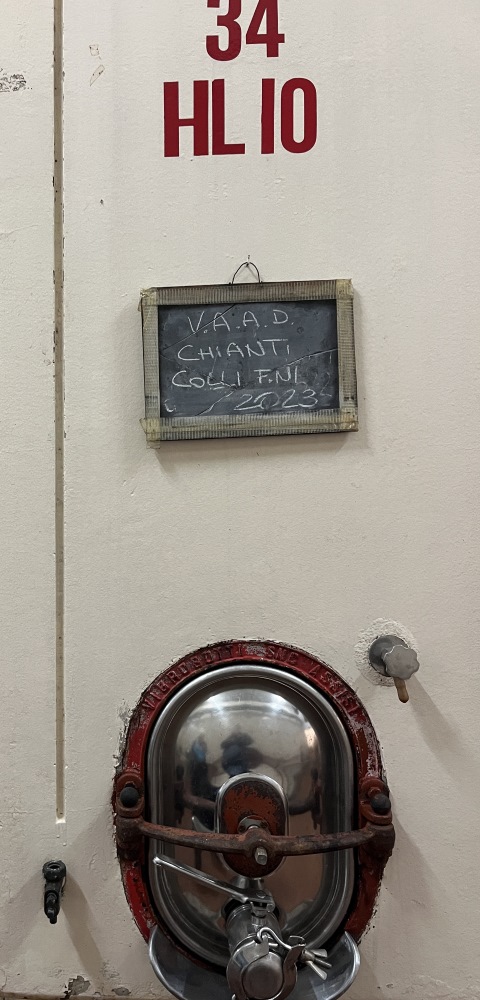 34
HL 10
V.A.A.D.
CHIANTI
COLLI F.NI
2023